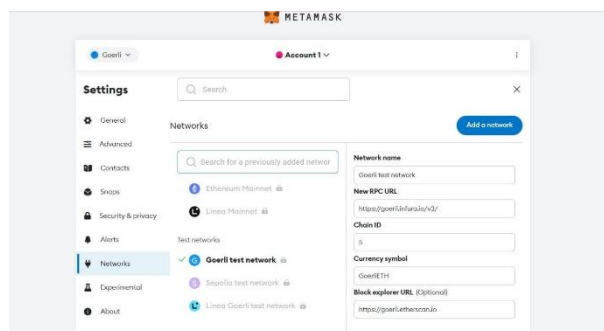 METAMASK
Goerli
Account 1
Settings
Search
General
Advanced
Contacts
Snaps
Security & privacy
Alerts
Networks
Experimental
About
Networks
Add a network
Search for a previously added networ
Ethereum Mainnet
Linea Mainnet
Test networks
Goerli test network
Sepolia test network
Linea Goerli test network
Network name
Goerli test network
New RPC URL
https://goerli.infura.io/v3/
Chain ID
5
Currency symbol
GoerliETH
Block explorer URL (Optional)
https://goerli.etherscan.io